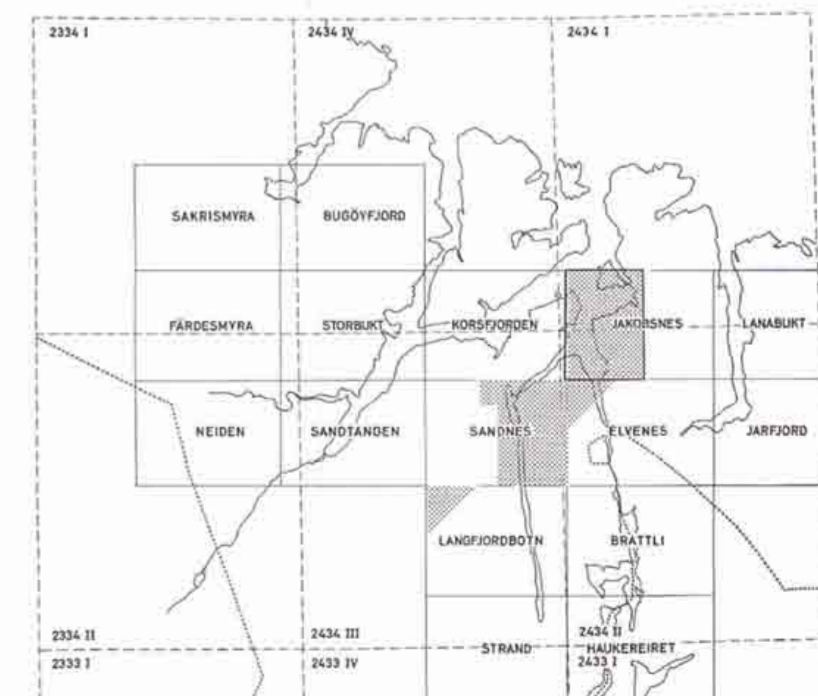 2334 I
2434 IV
2434 I
SAKRISMYRA
BUGÖYFJORD
FÄRDESMYRA
STORBUKT
KORSFJORDEN
JAKOBSNES
LANABUKT
NEIDEN
SANDTANGEN
SANDNES
ELVENES
JARFJORD
LANGFJORDBOTN
BRATTLI
2334 II
2434 III
2434 II
STRAND
HAUKEREIRET
2333 I
2433 IV
2433 I